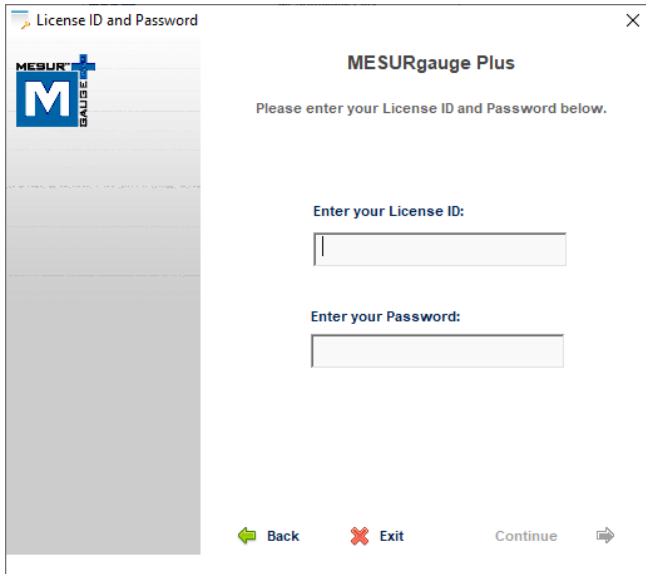 License ID and Password
MESUR™
M
GAUGE
MESURgauge Plus
Please enter your License ID and Password below.
Enter your License ID:
Enter your Password:
Back
Exit
Continue